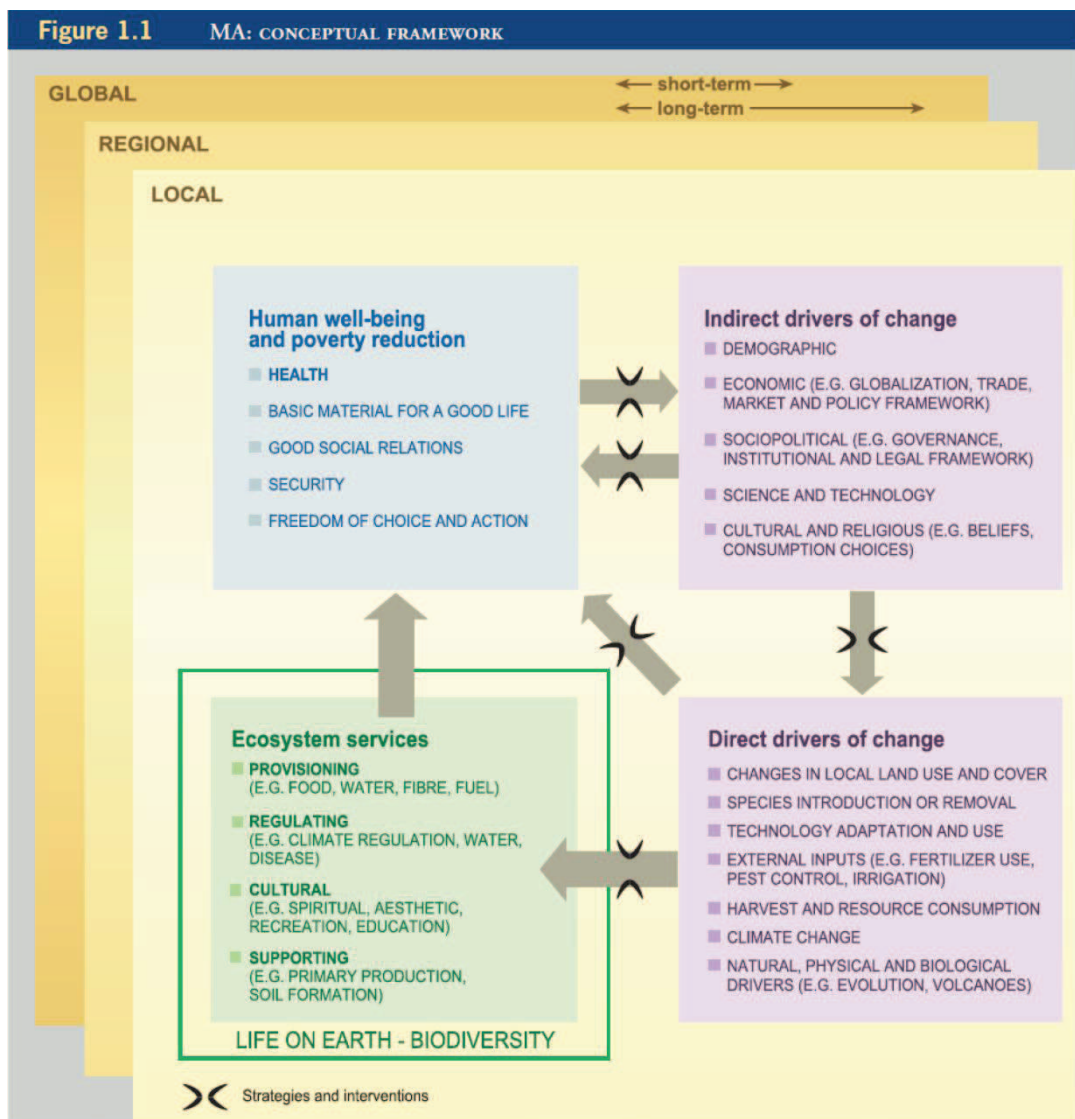 Figure 1.1 MA: CONCEPTUAL FRAMEWORK
GLOBAL
short-term
long-term
REGIONAL
LOCAL
Human well-being
and poverty reduction
HEALTH
BASIC MATERIAL FOR A GOOD LIFE
GOOD SOCIAL RELATIONS
SECURITY
FREEDOM OF CHOICE AND ACTION
Indirect drivers of change
DEMOGRAPHIC
ECONOMIC (E.G. GLOBALIZATION, TRADE,
MARKET AND POLICY FRAMEWORK)
SOCIOPOLITICAL (E.G. GOVERNANCE,
INSTITUTIONAL AND LEGAL FRAMEWORK)
SCIENCE AND TECHNOLOGY
CULTURAL AND RELIGIOUS (E.G. BELIEFS,
CONSUMPTION CHOICES)
Ecosystem services
PROVISIONING
(E.G. FOOD, WATER, FIBRE, FUEL)
REGULATING
(E.G. CLIMATE REGULATION, WATER,
DISEASE)
CULTURAL
(E.G. SPIRITUAL, AESTHETIC,
RECREATION, EDUCATION)
SUPPORTING
(E.G. PRIMARY PRODUCTION,
SOIL FORMATION)
LIFE ON EARTH - BIODIVERSITY
Direct drivers of change
CHANGES IN LOCAL LAND USE AND COVER
SPECIES INTRODUCTION OR REMOVAL
TECHNOLOGY ADAPTATION AND USE
EXTERNAL INPUTS (E.G. FERTILIZER USE,
PEST CONTROL, IRRIGATION)
HARVEST AND RESOURCE CONSUMPTION
CLIMATE CHANGE
NATURAL, PHYSICAL AND BIOLOGICAL
DRIVERS (E.G. EVOLUTION, VOLCANOES)
Strategies and interventions